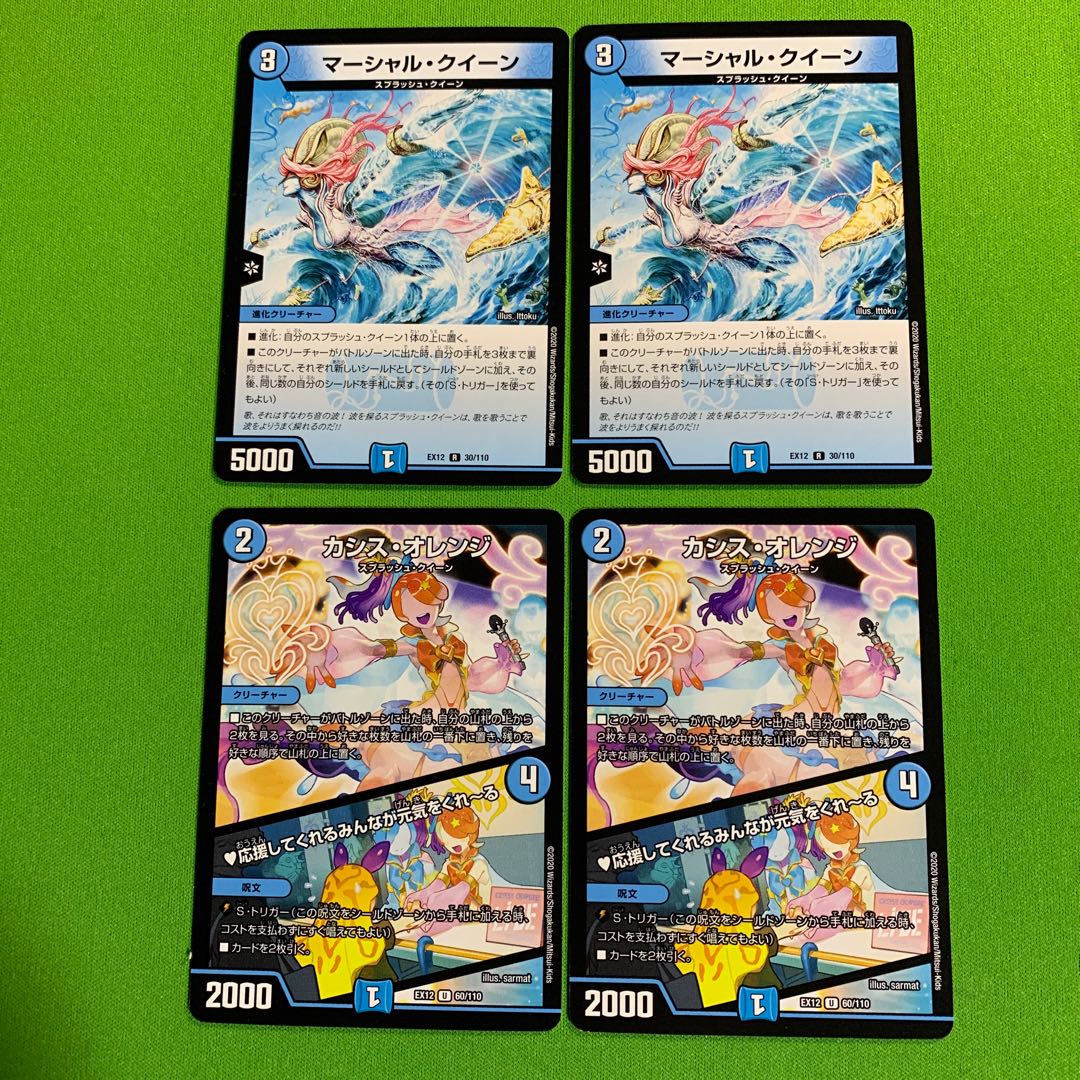 3
マーシャル・クイーン
スプラッシュ・クイーン
illus. Ittoku
進化クリーチャー
■ 進化:自分のスプラッシュ・クイーン1体の上に置く。
■ このクリーチャーがバトルゾーンに出た時、自分の手札を3枚まで裏
向きにして、それぞれ新しいシールドとしてシールドゾーンに加え、その
後、同じ数の自分のシールドを手札に戻す。(その「S・トリガー」を使って
もよい)
歌、それはすなわち音の波! 波を操るスプラッシュ・クイーンは、歌を歌うことで
波をよりうまく操れるのだ!!
5000
1
EX12 R 30/110
©2020 Wizards/Shogakukan/Mitsui-Kids
3
マーシャル・クイーン
スプラッシュ・クイーン
illus. Ittoku
進化クリーチャー
■ 進化:自分のスプラッシュ・クイーン1体の上に置く。
■ このクリーチャーがバトルゾーンに出た時、自分の手札を3枚まで裏
向きにして、それぞれ新しいシールドとしてシールドゾーンに加え、その
後、同じ数の自分のシールドを手札に戻す。(その「S・トリガー」を使って
もよい)
歌、それはすなわち音の波! 波を操るスプラッシュ・クイーンは、歌を歌うことで
波をよりうまく操れるのだ!!
5000
1
EX12 R 30/110
©2020 Wizards/Shogakukan/Mitsui-Kids
2
カシス・オレンジ
スプラッシュ・クイーン
クリーチャー
■ このクリーチャーがバトルゾーンに出た時、自分の山札の上から
2枚を見る。その中から好きな枚数を山札の一番下に置き、残りを
好きな順序で山札の上に置く。
4
♥応援してくれるみんなが元気をくれ〜る
呪文
S・トリガー(この呪文をシールドゾーンから手札に加える時、
コストを支払わずにすぐ唱えてもよい)
■ カードを2枚引く。
illus. sarmat
2000
1
EX12 U 60/110
©2020 Wizards/Shogakukan/Mitsui-Kids
2
カシス・オレンジ
スプラッシュ・クイーン
クリーチャー
■ このクリーチャーがバトルゾーンに出た時、自分の山札の上から
2枚を見る。その中から好きな枚数を山札の一番下に置き、残りを
好きな順序で山札の上に置く。
4
♥応援してくれるみんなが元気をくれ〜る
呪文
S・トリガー(この呪文をシールドゾーンから手札に加える時、
コストを支払わずにすぐ唱えてもよい)
■ カードを2枚引く。
illus. sarmat
2000
1
EX12 U 60/110
©2020 Wizards/Shogakukan/Mitsui-Kids